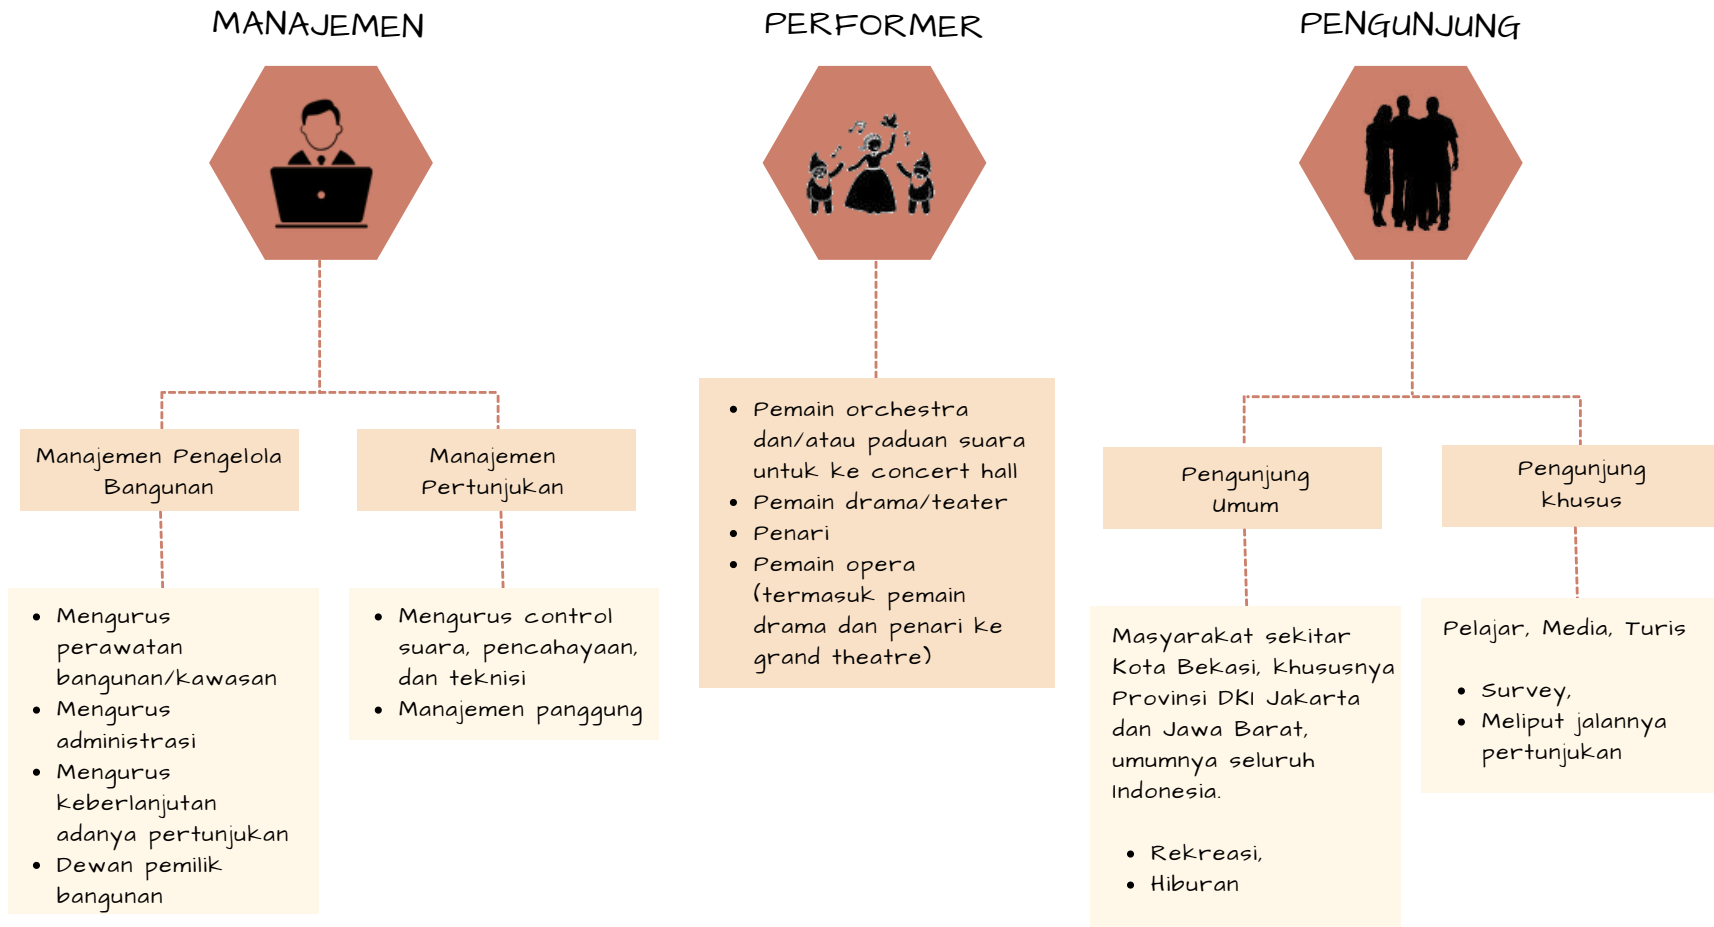 MANAJEMEN
PERFORMER
PENGUNJUNG
Manajemen Pengelola
Bangunan
Manajemen
Pertunjukan
• Mengurus
perawatan
bangunan/kawasan
• Mengurus
administrasi
• Mengurus
keberlanjutan
adanya pertunjukan
• Dewan pemilik
bangunan
• Mengurus control
suara, pencahayaan,
dan teknisi
• Manajemen panggung
• Pemain orchestra
dan/atau paduan suara
untuk ke concert hall
• Pemain drama/teater
• Penari
• Pemain opera
(termasuk pemain
drama dan penari ke
grand theatre)
Pengunjung
Umum
Pengunjung
khusus
Masyarakat sekitar
Kota Bekasi, khususnya
Provinsi DKI Jakarta
dan Jawa Barat,
umumnya seluruh
Indonesia.
• Rekreasi,
• Hiburan
Pelajar, Media, Turis
• Survey,
• Meliput jalannya
pertunjukan